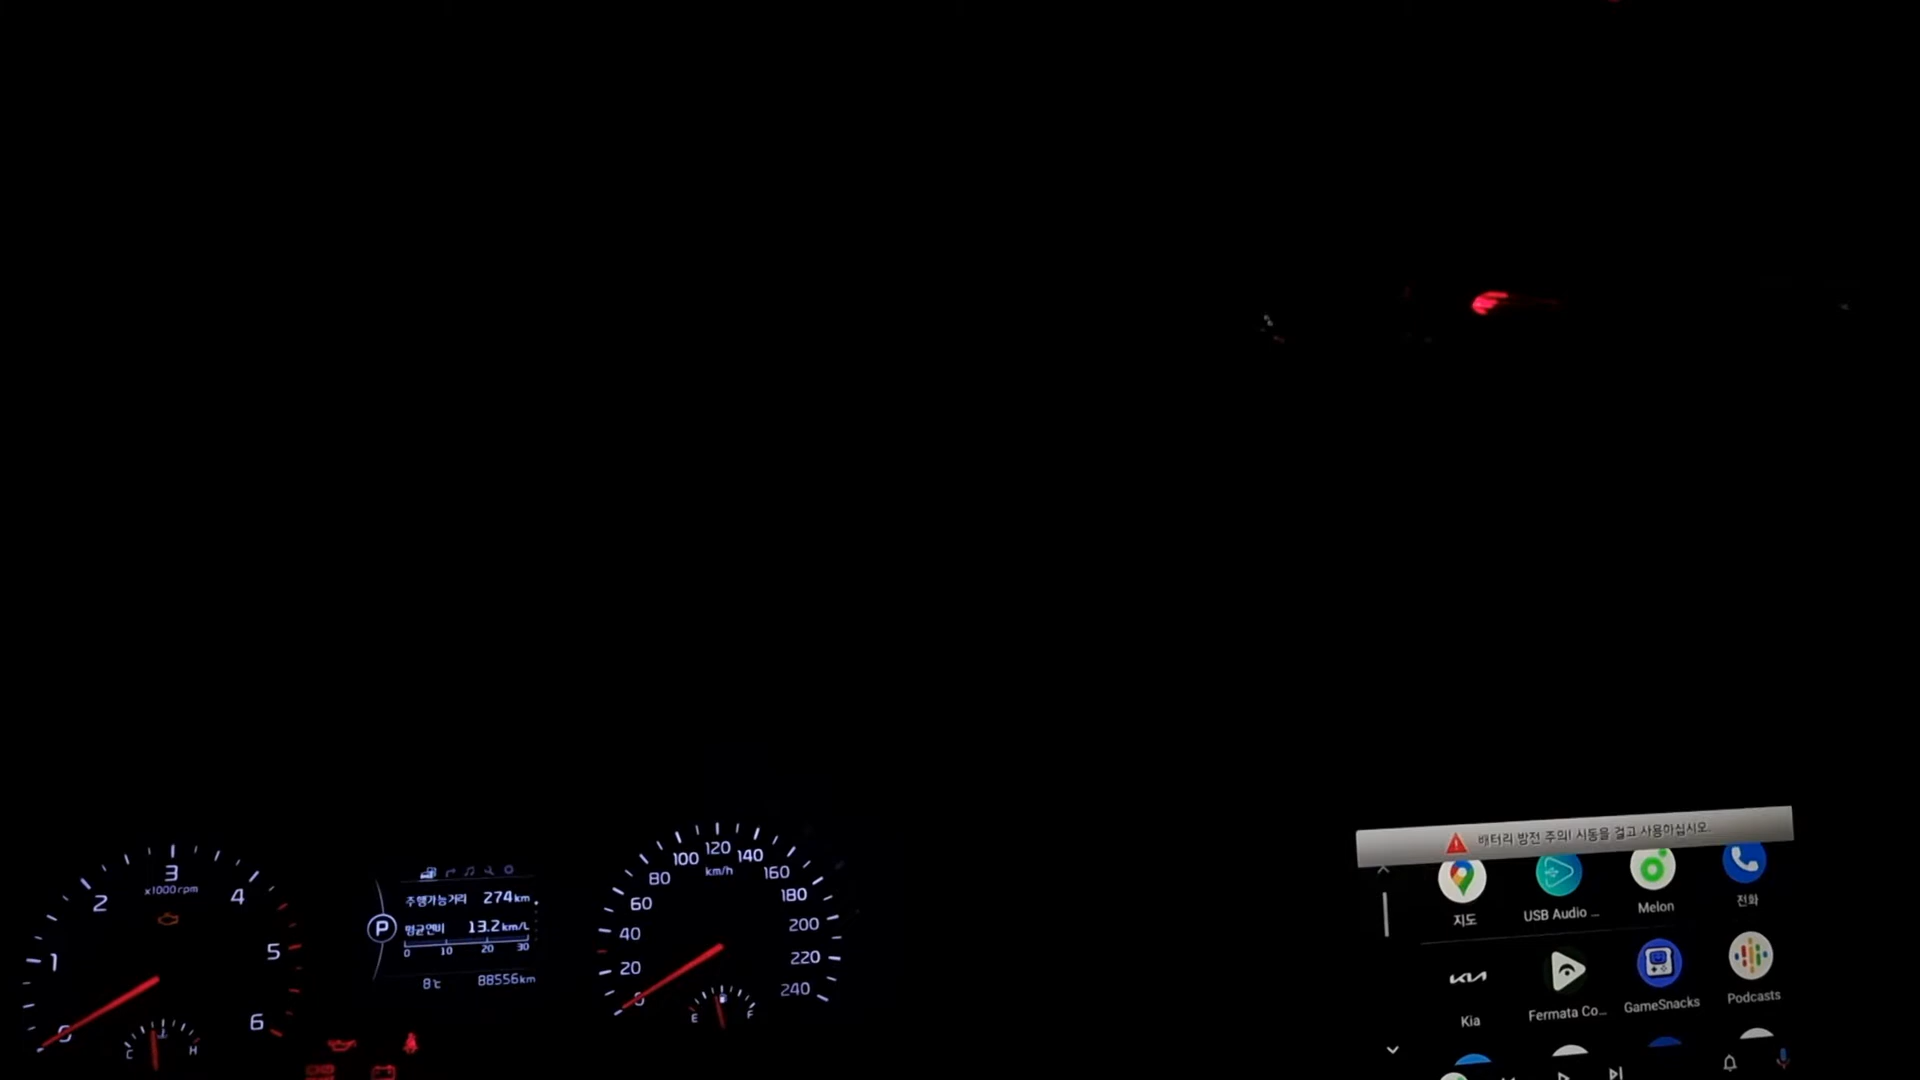 3
x1000rpm
2
4
1
5
0
6
C
H
P
주행가능거리 274km
평균연비 13.2km/L
0 10 20 30
8℃ 88556km
120
100
140
km/h
80
160
60
180
40
200
20
220
0
240
E
F
배터리 방전 주의! 시동을 걸고 사용하십시오.
지도
USB Audio ...
Melon
전화
KIA
Kia
Fermata Co...
GameSnacks
Podcasts